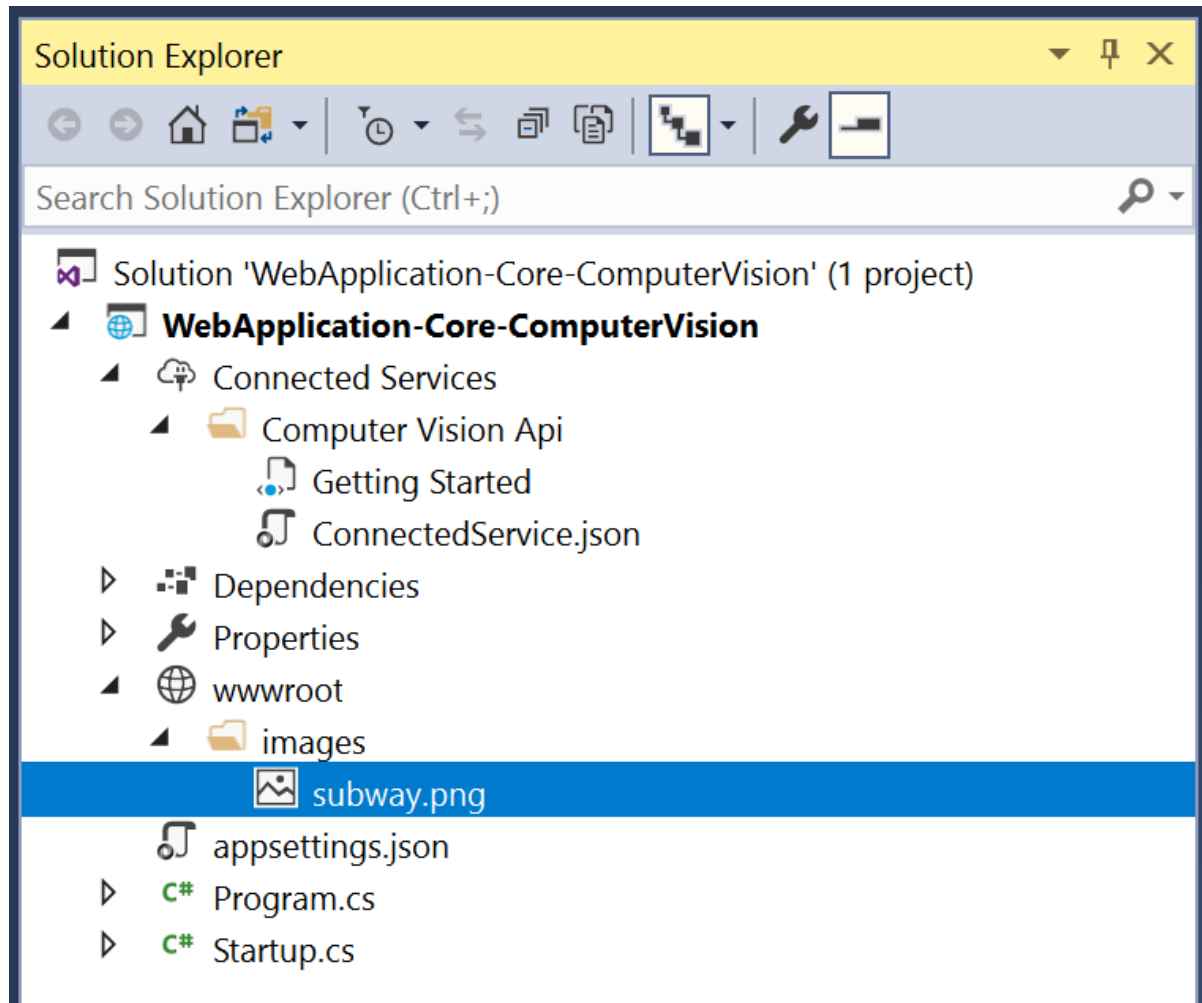 Solution Explorer
Search Solution Explorer (Ctrl+;)
Solution 'WebApplication-Core-ComputerVision' (1 project)
WebApplication-Core-ComputerVision
Connected Services
Computer Vision Api
Getting Started
ConnectedService.json
Dependencies
Properties
wwwroot
images
subway.png
appsettings.json
C# Program.cs
C# Startup.cs